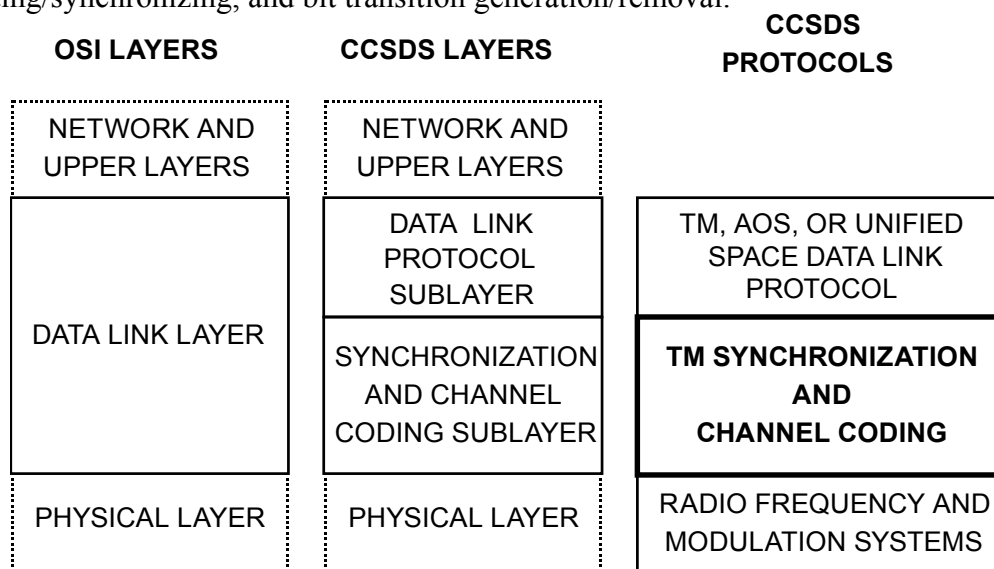 ing/synchronizing, and bit transition generation/removal.
OSI LAYERS
CCSDS LAYERS
CCSDS
PROTOCOLS
NETWORK AND
UPPER LAYERS
NETWORK AND
UPPER LAYERS
DATA LINK LAYER
DATA LINK
PROTOCOL
SUBLAYER
TM, AOS, OR UNIFIED
SPACE DATA LINK
PROTOCOL
SYNCHRONIZATION
AND CHANNEL
CODING SUBLAYER
TM SYNCHRONIZATION
AND
CHANNEL CODING
PHYSICAL LAYER
PHYSICAL LAYER
RADIO FREQUENCY AND
MODULATION SYSTEMS